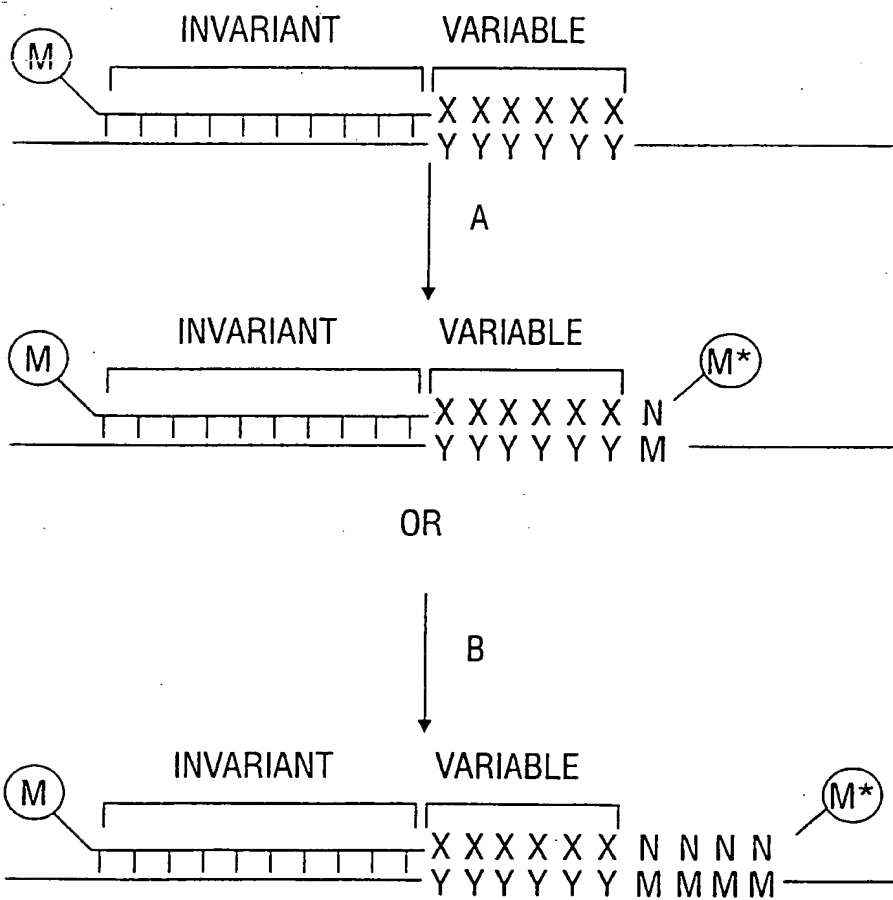 INVARIANT VARIABLE
M
X X X X X X
Y Y Y Y Y Y
A
INVARIANT VARIABLE
M M*
X X X X X X N
Y Y Y Y Y Y M
OR
B
INVARIANT VARIABLE
M M*
X X X X X X N N N N
Y Y Y Y Y Y M M M M